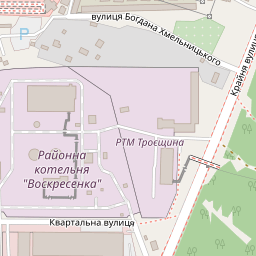 вулиця Богдана Хмельницького
P
Крайня вулиця
РТМ Троєщина
Районна
котельня
"Воскресенка"
Квартальна вулиця